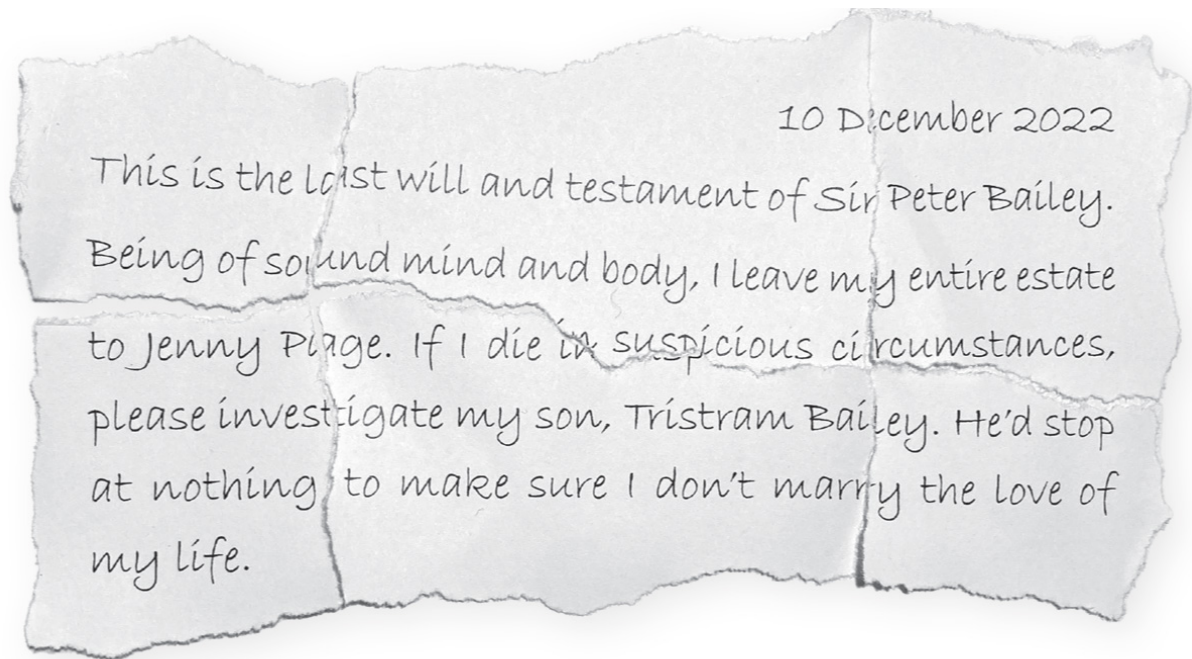 10 December 2022
This is the last will and testament of Sir Peter Bailey.
Being of sound mind and body, I leave my entire estate
to Jenny Page. If I die in suspicious circumstances,
please investigate my son, Tristram Bailey. He'd stop
at nothing to make sure I don't marry the love of
my life.